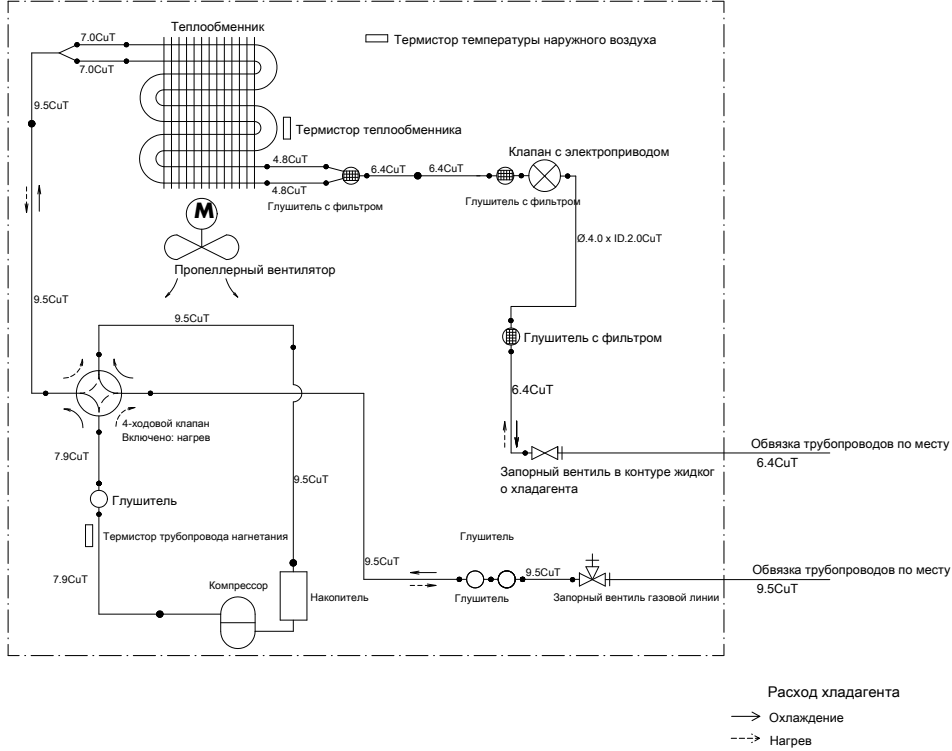 Теплообменник
7.0CuT
Термистор температуры наружного воздуха
7.0CuT
9.5CuT
Термистор теплообменника
Клапан с электроприводом
4.8CuT
6.4CuT
6.4CuT
4.8CuT
Глушитель с фильтром
Глушитель с фильтром
M
Ø.4.0 x ID.2.0CuT
Пропеллерный вентилятор
9.5CuT
9.5CuT
Глушитель с фильтром
6.4CuT
4-ходовой клапан
Включено: нагрев
Обвязка трубопроводов по месту
6.4CuT
7.9CuT
Запорный вентиль в контуре жидког
о хладагента
9.5CuT
Глушитель
Термистор трубопровода нагнетания
Глушитель
9.5CuT
9.5CuT
Обвязка трубопроводов по месту
9.5CuT
7.9CuT
Компрессор
Накопитель
Глушитель
Запорный вентиль газовой линии
Расход хладагента
Охлаждение
Нагрев